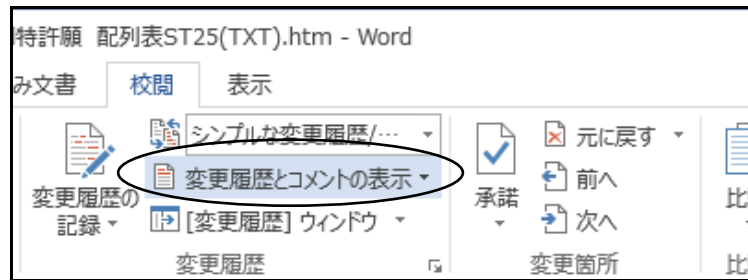 特許願 配列表ST25(TXT).htm - Word
み文書 校閲 表示
シンプルな変更履歴/… 元に戻す
変更履歴とコメントの表示 前へ
変更履歴の 承諾 比
記録 [変更履歴] ウィンドウ 次へ
変更履歴 変更箇所 比